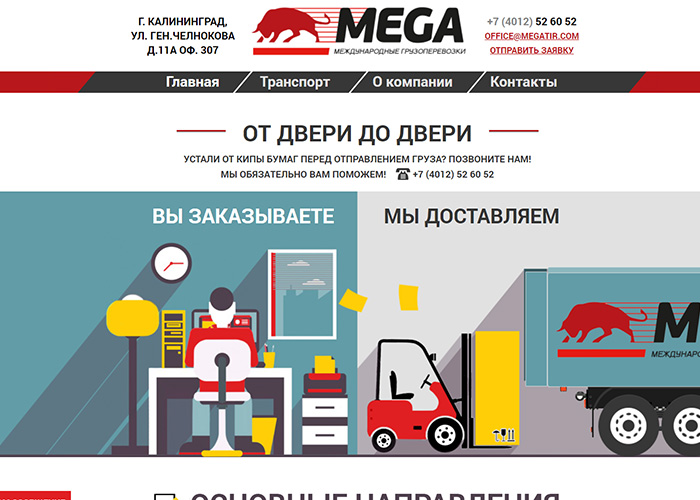 Г. КАЛИНИНГРАД,
УЛ. ГЕН.ЧЕЛНОКОВА
Д.11А ОФ. 307
MEGA
МЕЖДУНАРОДНЫЕ ГРУЗОПЕРЕВОЗКИ
+7 (4012) 52 60 52
OFFICE@MEGATIR.COM
ОТПРАВИТЬ ЗАЯВКУ
Главная
Транспорт
О компании
Контакты
ОТ ДВЕРИ ДО ДВЕРИ
УСТАЛИ ОТ КИПЫ БУМАГ ПЕРЕД ОТПРАВЛЕНИЕМ ГРУЗА? ПОЗВОНИТЕ НАМ!
МЫ ОБЯЗАТЕЛЬНО ВАМ ПОМОЖЕМ! +7 (4012) 52 60 52
ВЫ ЗАКАЗЫВАЕТЕ
МЫ ДОСТАВЛЯЕМ
ОСНОВНЫЕ НАПРАВЛЕНИЯ